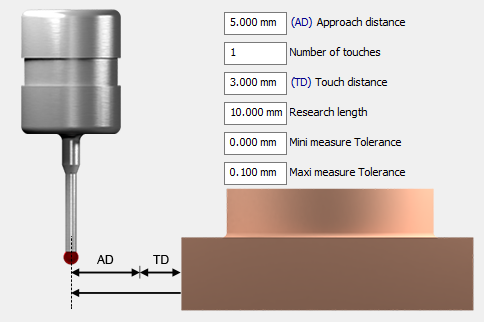 5.000 mm (AD) Approach distance
1 Number of touches
3.000 mm (TD) Touch distance
10.000 mm Research length
0.000 mm Mini measure Tolerance
0.100 mm Maxi measure Tolerance
AD TD